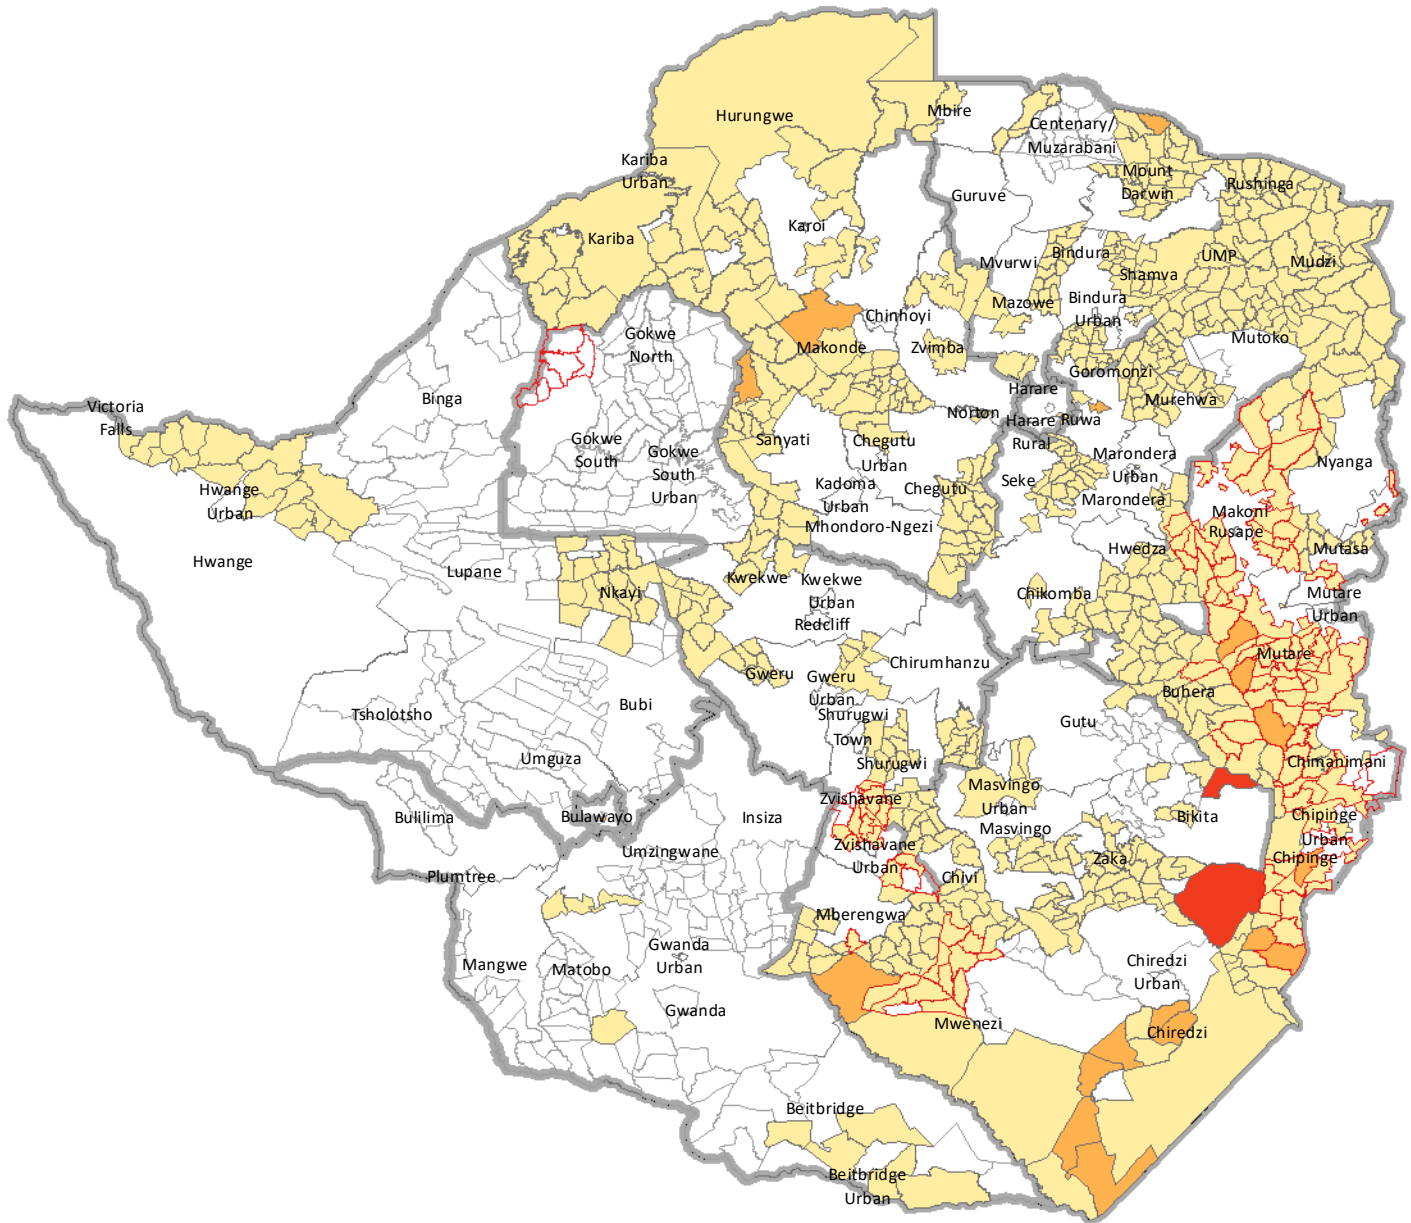 Hurungwe
Mbire
Centenary/
Muzarabani
Kariba
Urban
Mount
Darwin
Rushinga
Guruve
Karoi
Kariba
Mvurwi
Bindura
Shamva
UMP
Mudzi
Mazowe
Bindura
Urban
Chinhoyi
Gokwe
North
Makonde
Zvimba
Mutoko
Goromonzi
Harare
Murehwa
Binga
Victoria
Falls
Norton
Harare
Rural
Ruwa
Gokwe
South
Gokwe
South
Urban
Sanyati
Chegutu
Urban
Marondera
Urban
Nyanga
Hwange
Urban
Kadoma
Urban
Chegutu
Seke
Marondera
Makoni
Rusape
Mhondoro-Ngezi
Hwedza
Mutasa
Hwange
Lupane
Nkayi
Kwekwe
Kwekwe
Urban
Redcliff
Chikomba
Mutare
Urban
Mutare
Chirumhanzu
Gweru
Gweru
Urban
Buhera
Tsholotsho
Bubi
Shurugwi
Town
Gutu
Umguza
Shurugwi
Chimanimani
Masvingo
Urban
Masvingo
Zvishavane
Bulilima
Bulawayo
Insiza
Bikita
Chipinge
Urban
Zvishavane
Urban
Umzingwane
Zaka
Chipinge
Plumtree
Chivi
Mberengwa
Gwanda
Urban
Mangwe
Matobo
Chiredzi
Urban
Gwanda
Mwenezi
Chiredzi
Beitbridge
Beitbridge
Urban